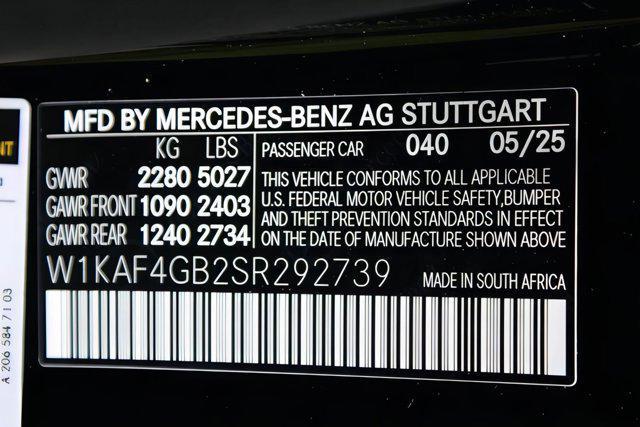 MFD BY MERCEDES-BENZ AG STUTTGART
KG LBS
GVWR 2280 5027
GAWR FRONT 1090 2403
GAWR REAR 1240 2734
PASSENGER CAR 040 05/25
THIS VEHICLE CONFORMS TO ALL APPLICABLE
U.S. FEDERAL MOTOR VEHICLE SAFETY, BUMPER
AND THEFT PREVENTION STANDARDS IN EFFECT
ON THE DATE OF MANUFACTURE SHOWN ABOVE
W1KAF4GB2SR292739
MADE IN SOUTH AFRICA
A 206 584 71 03